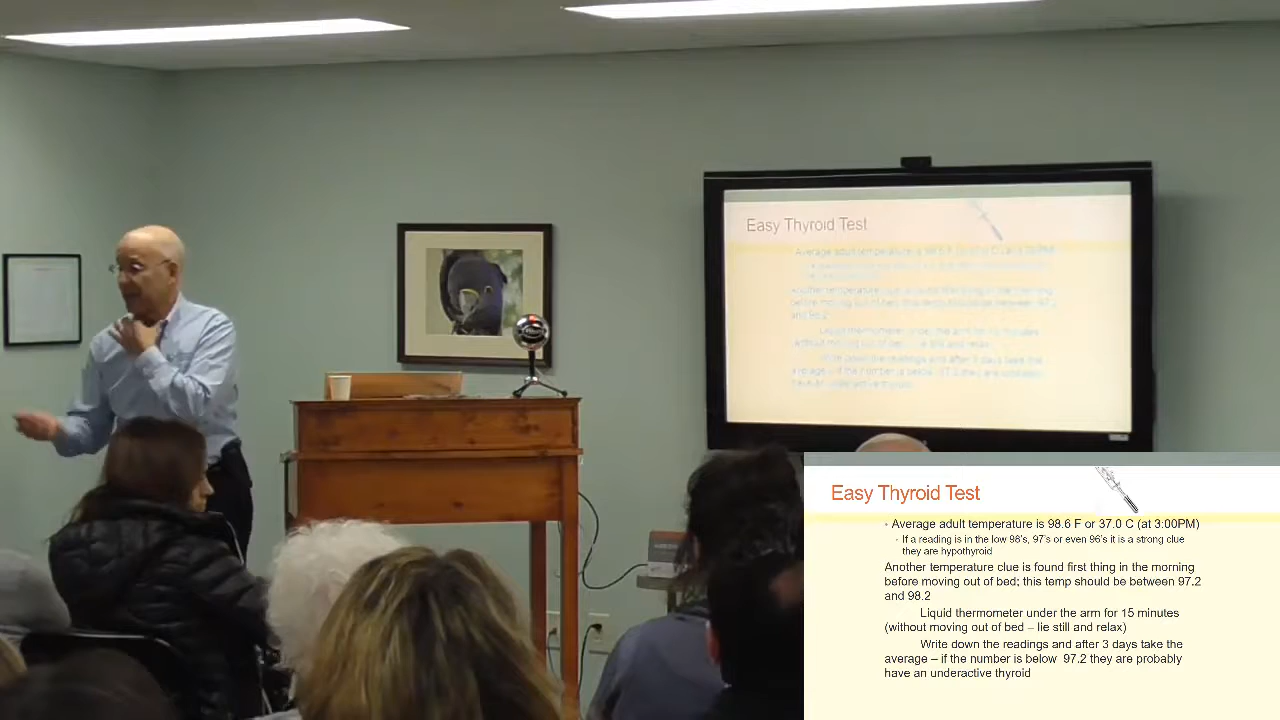 Easy Thyroid Test
Easy Thyroid Test
• Average adult temperature is 98.6 F or 37.0 C (at 3:00PM)
• If a reading is in the low 98's, 97's or even 96's it is a strong clue
they are hypothyroid
Another temperature clue is found first thing in the morning
before moving out of bed; this temp should be between 97.2
and 98.2
Liquid thermometer under the arm for 15 minutes
(without moving out of bed – lie still and relax)
Write down the readings and after 3 days take the
average – if the number is below 97.2 they are probably
have an underactive thyroid